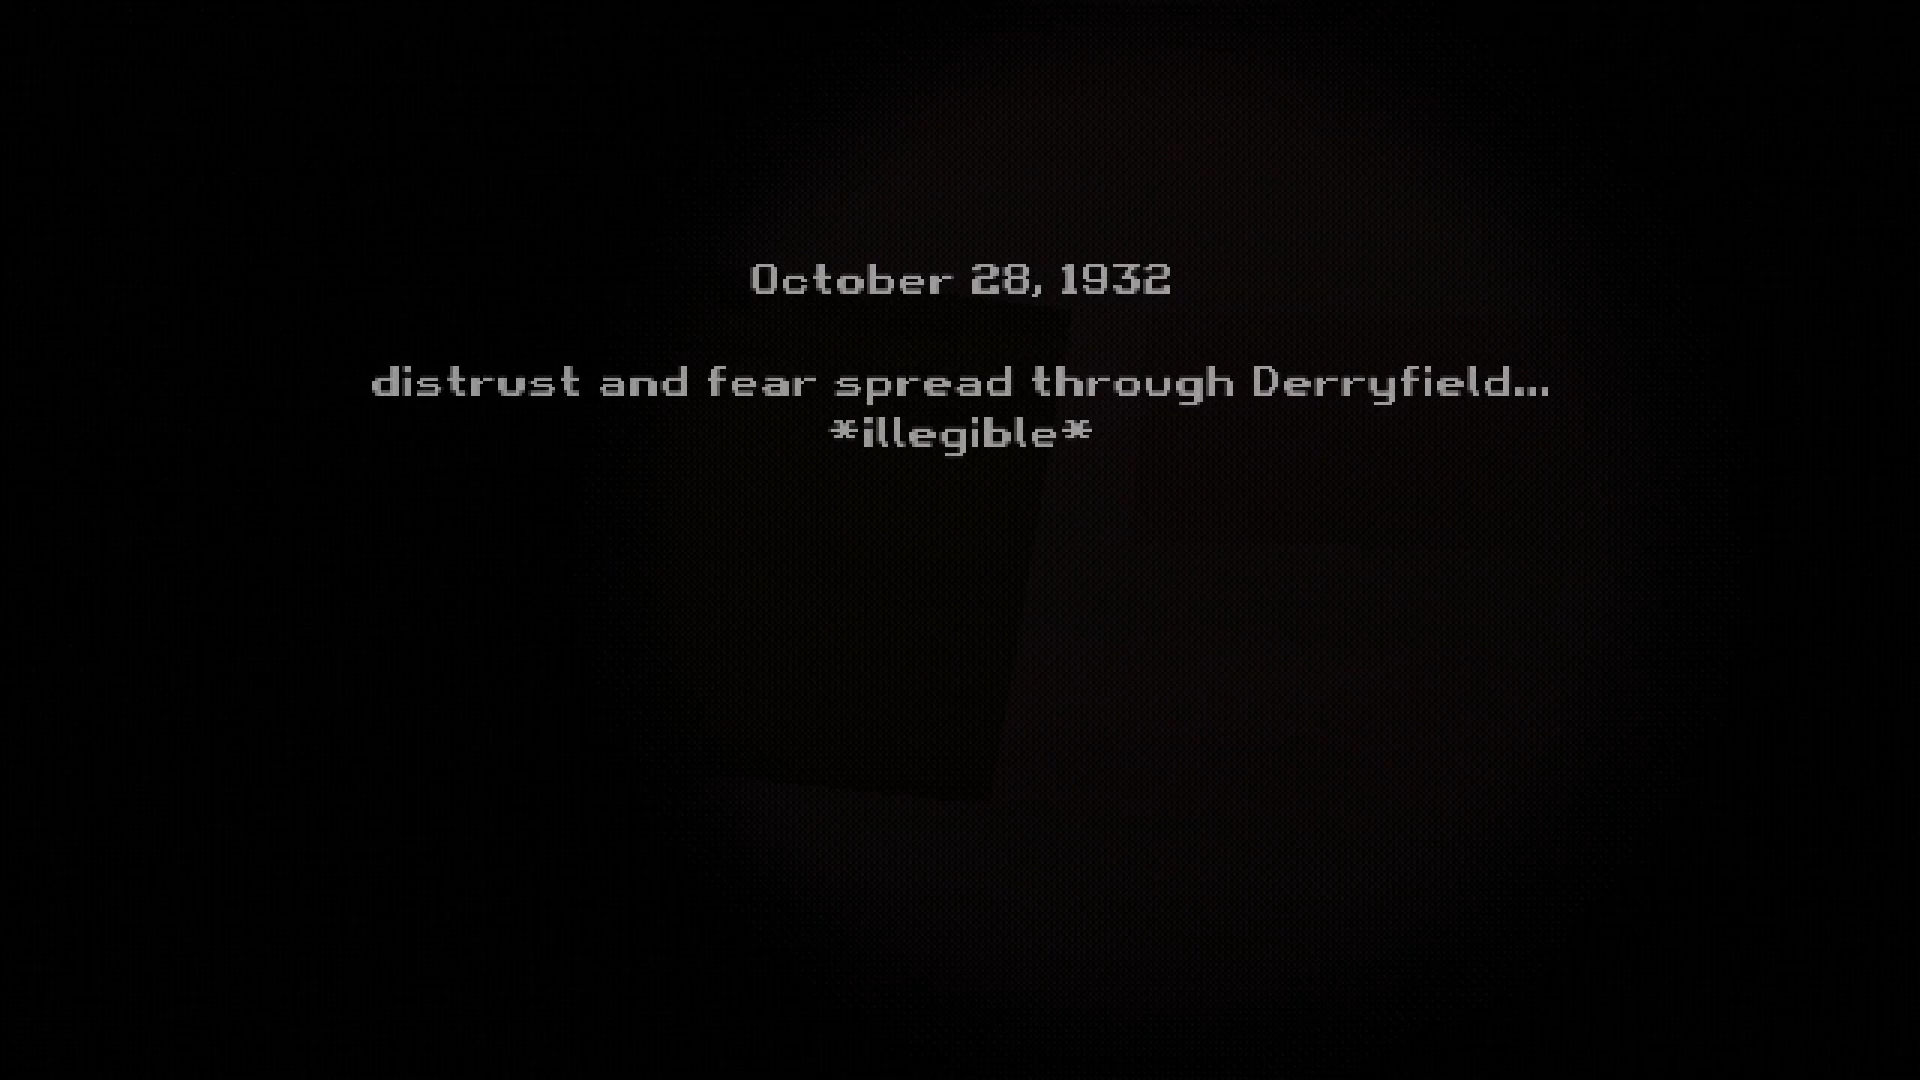 October 28, 1932
distrust and fear spread through Derryfield...
*illegible*